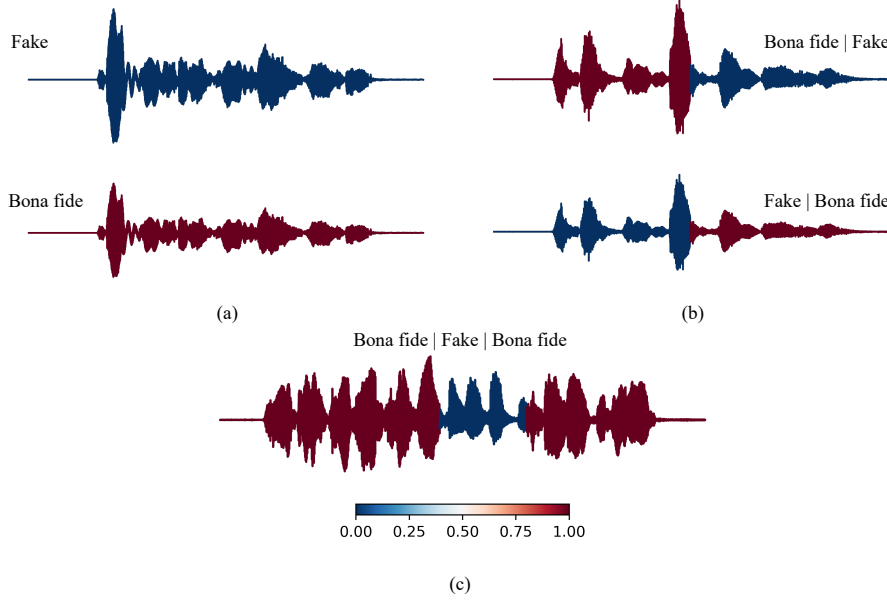 Fake
Bona fide | Fake
Bona fide
Fake | Bona fide
(a)
(b)
Bona fide | Fake | Bona fide
0.00 0.25 0.50 0.75 1.00
(c)